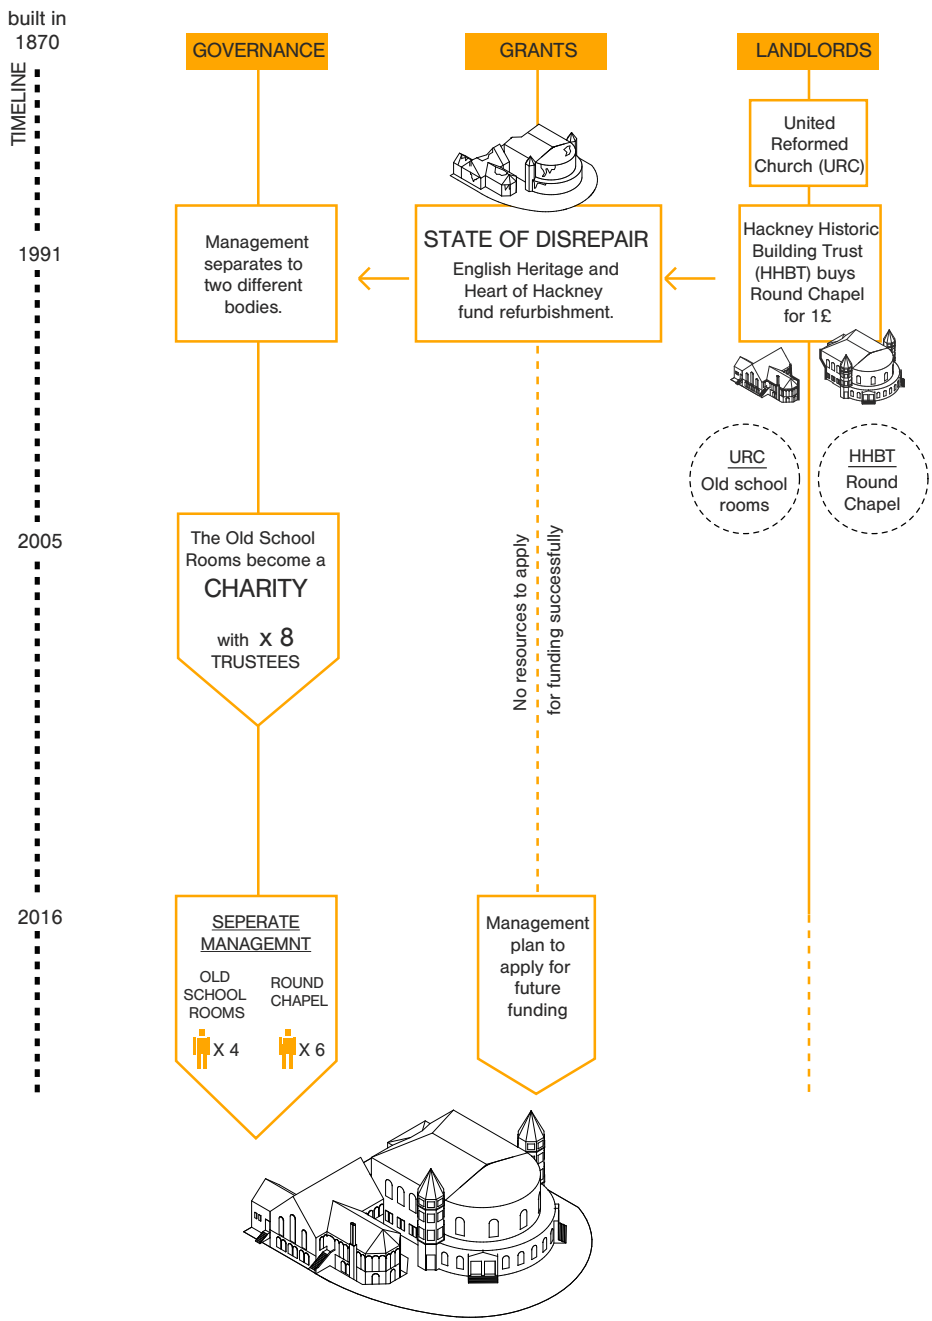 built in
1870
TIMELINE
1991
2005
2016
GOVERNANCE
Management
separates to
two different
bodies.
The Old School
Rooms become a
CHARITY
with x 8
TRUSTEES
SEPERATE
MANAGEMNT
OLD
SCHOOL
ROOMS
X 4
ROUND
CHAPEL
X 6
GRANTS
STATE OF DISREPAIR
English Heritage and
Heart of Hackney
fund refurbishment.
No resources to apply
for funding successfully
Management
plan to
apply for
future
funding
LANDLORDS
United
Reformed
Church (URC)
Hackney Historic
Building Trust
(HHBT) buys
Round Chapel
for 1£
URC
Old school
rooms
HHBT
Round
Chapel